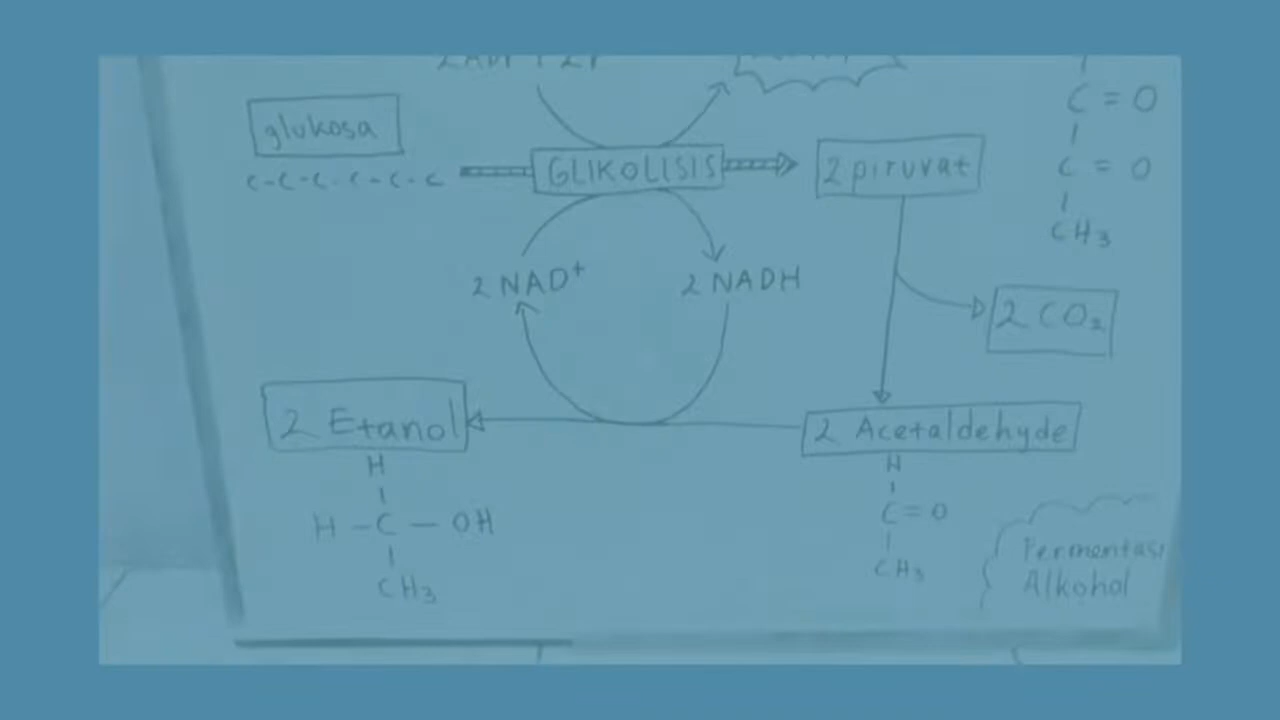 glukosa
C-C-C-C-C-C
GLIKOLISIS
2 piruvat
C = O
C = O
CH3
2 NAD+
2 NADH
2 CO2
2 Etanol
2 Acetaldehyde
H
H - C - OH
CH3
H
C = O
CH3
Permentasi
Alkohol